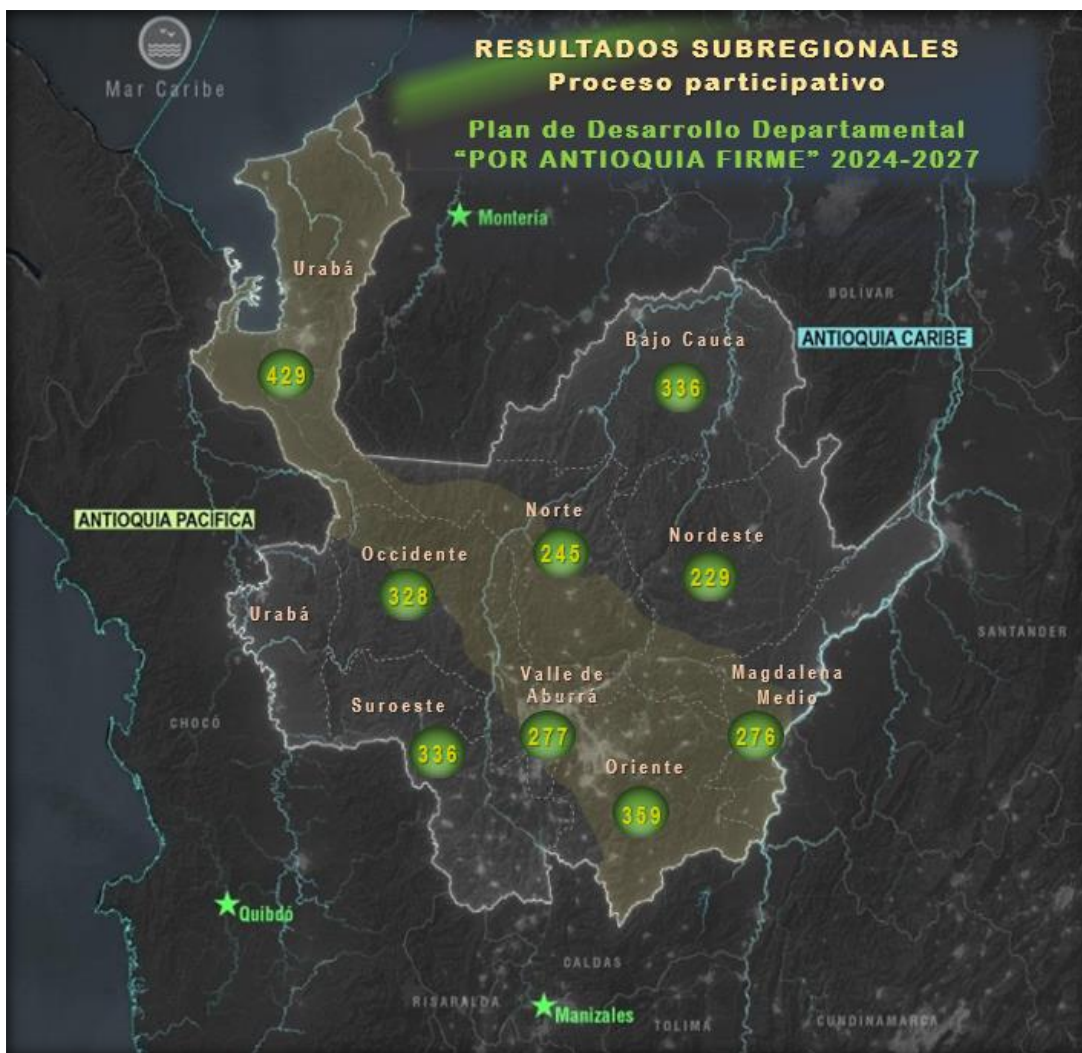 RESULTADOS SUBREGIONALES
Proceso participativo
Plan de Desarrollo Departamental
“POR ANTIOQUIA FIRME” 2024-2027
Mar Caribe
Montería
Urabá
429
BOLÍVAR
ANTIOQUIA CARIBE
Bajo Cauca
336
ANTIOQUIA PACÍFICA
Norte
245
Nordeste
229
Occidente
328
Urabá
SANTANDER
Valle de
Aburrá
277
Magdalena
Medio
276
Suroeste
336
CHOCÓ
Oriente
359
Quibdó
CALDAS
RISARALDA
Manizales
TOLIMA
CUNDINAMARCA